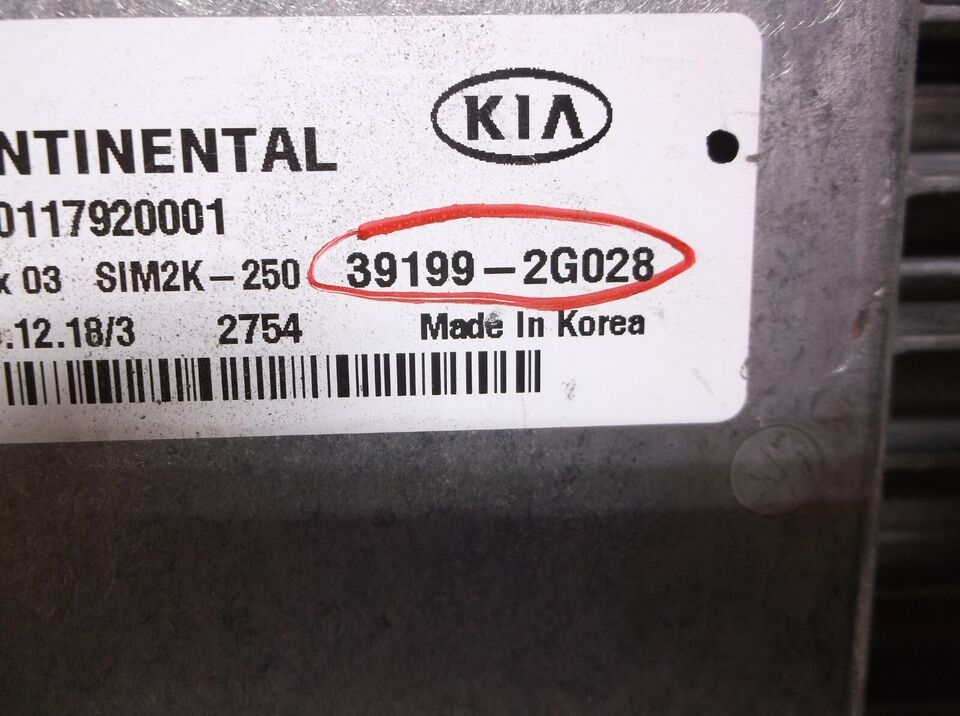 KIA
NTINENTAL
0117920001
x 03 SIM2K-250 39199-2G028
.12.18/3 2754 Made In Korea